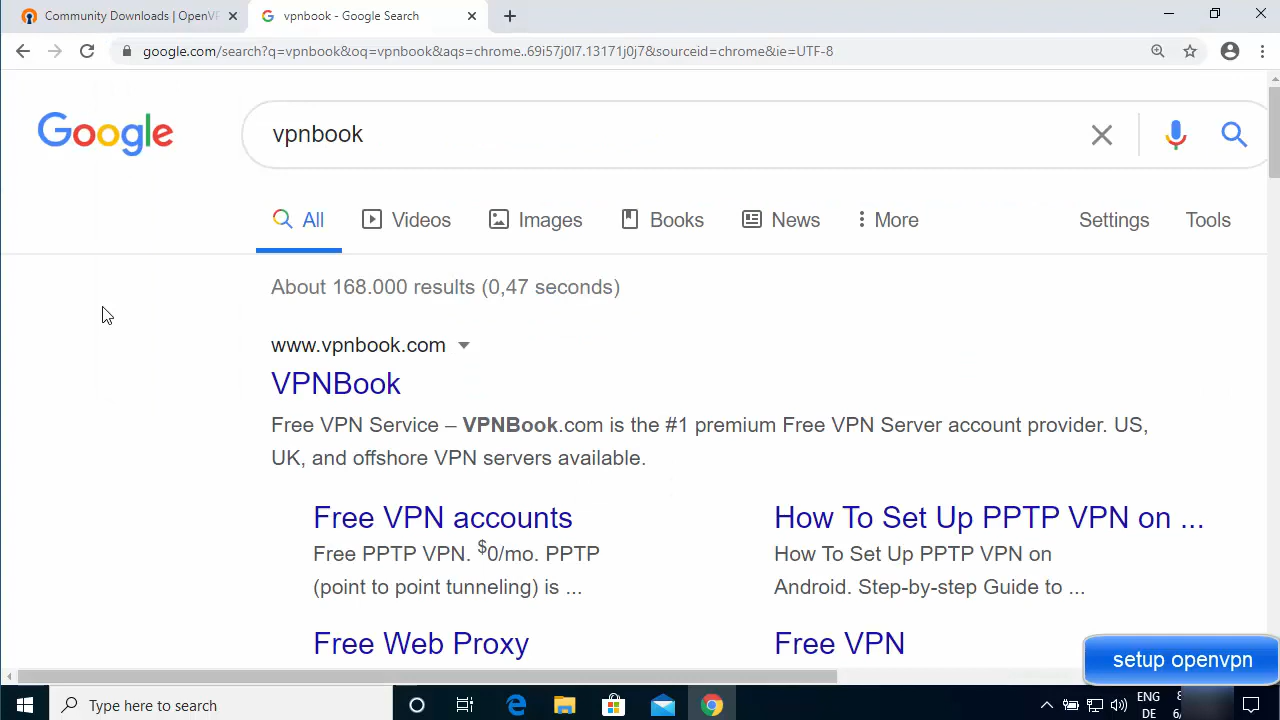 Community Downloads | OpenVP
vpnbook - Google Search
google.com/search?q=vpnbook&oq=vpnbook&aqs=chrome..69i57j0l7.13171j0j7&sourceid=chrome&ie=UTF-8
Google
vpnbook
All
Videos
Images
Books
News
More
Settings
Tools
About 168.000 results (0,47 seconds)
www.vpnbook.com
VPNBook
Free VPN Service – VPNBook.com is the #1 premium Free VPN Server account provider. US,
UK, and offshore VPN servers available.
Free VPN accounts
Free PPTP VPN. $0/mo. PPTP
(point to point tunneling) is ...
How To Set Up PPTP VPN on ...
How To Set Up PPTP VPN on
Android. Step-by-step Guide to ...
Free Web Proxy
Free VPN
setup openvpn
Type here to search
ENG
DE